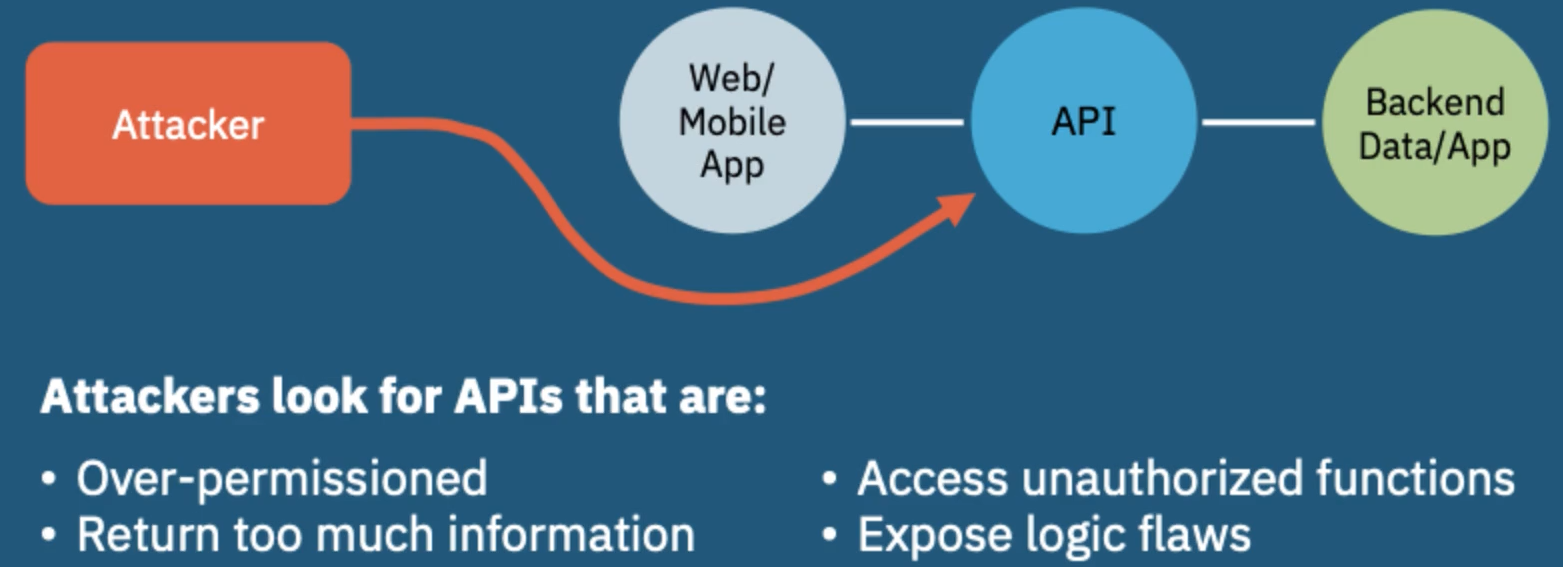 Attacker
Web/
Mobile
App
API
Backend
Data/App
Attackers look for APIs that are:
• Over-permissioned
• Return too much information
• Access unauthorized functions
• Expose logic flaws